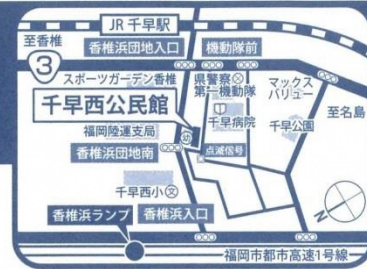 JR 千早駅
至香椎
香椎浜団地入口
機動隊前
3
スポーツガーデン香椎
県警察
第一機動隊
マックス
バリュー
至名島
千早西公民館
千早病院
千早公園
福岡陸運支局
幼
点滅信号
香椎浜団地南
千早西小
文
香椎浜ランプ
香椎浜入口
N
福岡市都市高速1号線